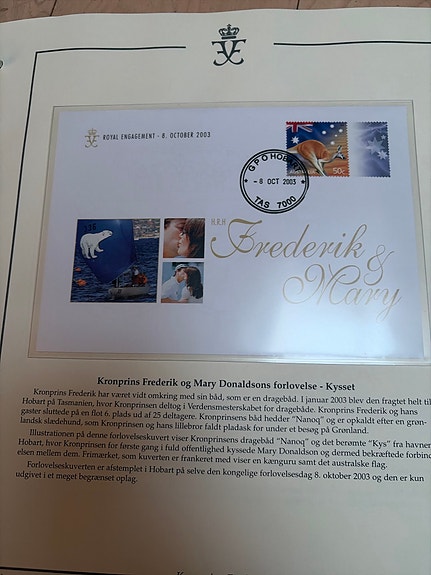 ROYAL ENGAGEMENT - 8. OCTOBER 2003
AUSTRALIA 50c
GPO HOBART
- 8 OCT 2003
TAS 7000
H.R.H
Frederik
& Mary
Kronprins Frederik og Mary Donaldsons forlovelse - Kysset
Kronprins Frederik har været vidt omkring med sin båd, som er en dragebåd. I januar 2003 blev den fragtet helt til
Hobart på Tasmanien, hvor Kronprinsen deltog i Verdensmesterskabet for dragebåde. Kronprins Frederik og hans
gaster sluttede på en flot 6. plads ud af 25 deltagere. Kronprinsens båd hedder "Nanoq" og er opkaldt efter en grøn-
landsk slædehund, som Kronprinsen og hans lillebror faldt pladask for under et besøg på Grønland.
Illustrationen på denne forlovelseskuvert viser Kronprinsens dragebåd "Nanoq" og det berømte "Kys" fra havnen
Hobart, hvor Kronprinsen for første gang i fuld offentlighed kyssede Mary Donaldson og dermed bekræftede forbind
elsen mellem dem. Frimærket, som kuverten er frankeret med viser en kænguru samt det australske flag.
Forlovelseskuverten er afstemplet i Hobart på selve den kongelige forlovelsesdag 8. oktober 2003 og den er kun
udgivet i et meget begrænset oplag.